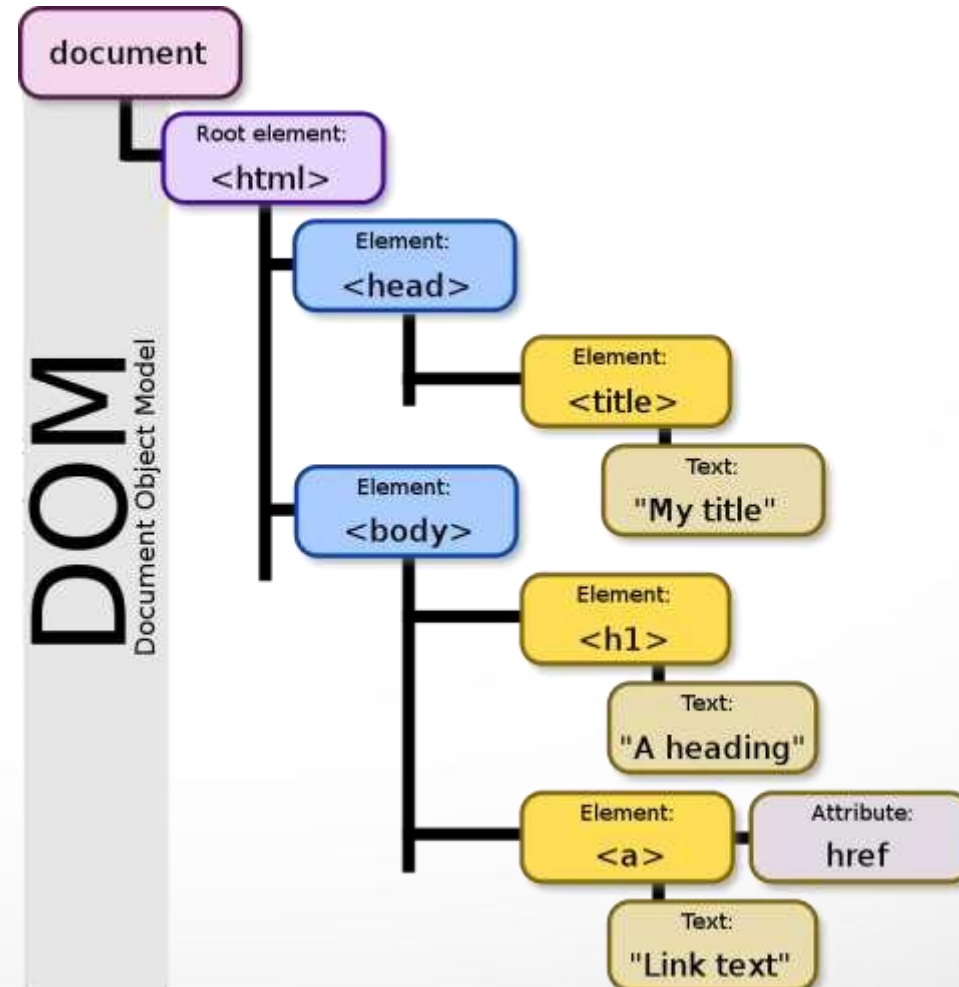 document
Root element:
<html>
Element:
<head>
Element:
<title>
Text:
"My title"
Element:
<body>
Element:
<h1>
Text:
"A heading"
Element:
<a>
Attribute:
href
Text:
"Link text"
DOM
Document Object Model